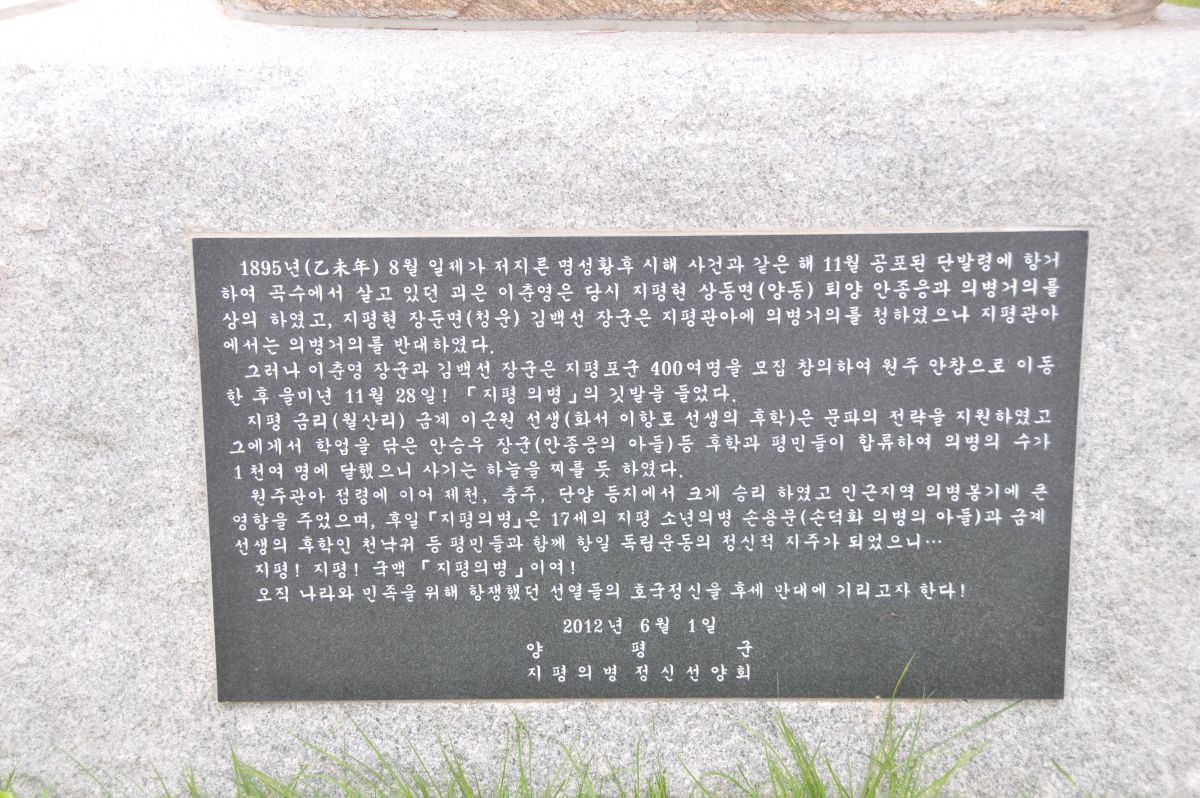 1895년(乙未年) 8월 일제가 저지른 명성황후 시해 사건과 같은 해 11월 공포된 단발령에 항거
하여 곡수에서 살고 있던 괴은 이춘영은 당시 지평현 상동면(양동) 퇴양 안종응과 의병거의를
상의 하였고, 지평현 장둔면(청운) 김백선 장군은 지평관아에 의병거의를 청하였으나 지평관아
에서는 의병거의를 반대하였다.
그러나 이춘영 장군과 김백선 장군은 지평포군 400여명을 모집 창의하여 원주 안창으로 이동
한 후 을미년 11월 28일! 「지평 의병」의 깃발을 들었다.
지평 금리(월산리) 금계 이근원 선생(화서 이항로 선생의 후학)은 문파의 전략을 지원하였고
그에게서 학업을 닦은 안승우 장군(안종응의 아들)등 후학과 평민들이 합류하여 의병의 수가
1천여 명에 달했으니 사기는 하늘을 찌를 듯 하였다.
원주관아 점령에 이어 제천, 충주, 단양 등지에서 크게 승리 하였고 인근지역 의병봉기에 큰
영향을 주었으며, 후일 「지평의병」은 17세의 지평 소년의병 손용문(손덕화 의병의 아들)과 금계
선생의 후학인 천낙귀 등 평민들과 함께 항일 독립운동의 정신적 지주가 되었으니…
지평! 지평! 국맥 「지평의병」이여!
오직 나라와 민족을 위해 항쟁했던 선열들의 호국정신을 후세 만대에 기리고자 한다!
2012년 6월 1일
양 평 군
지평의병 정신선양회